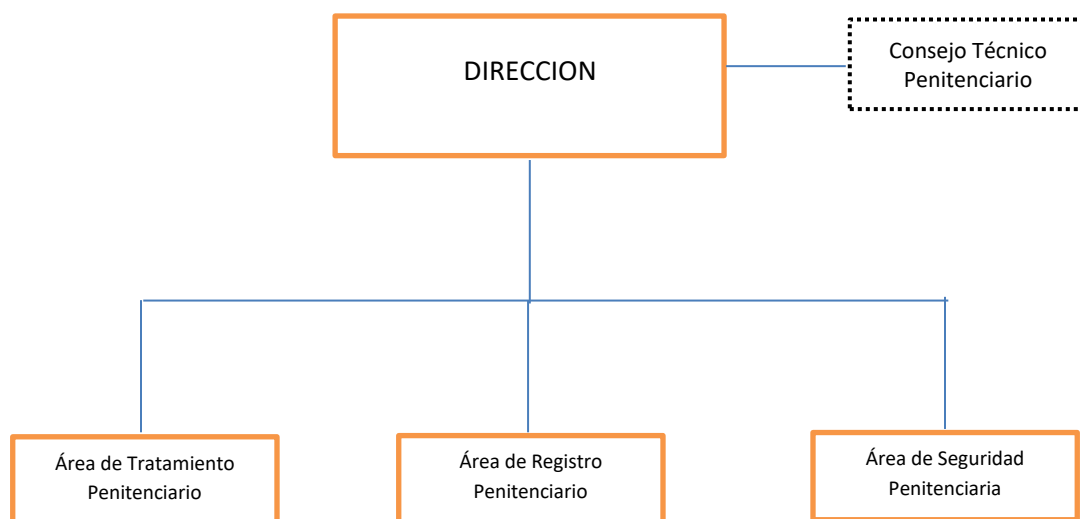 DIRECCION
Consejo Técnico
Penitenciario
Área de Tratamiento
Penitenciario
Área de Registro
Penitenciario
Área de Seguridad
Penitenciaria